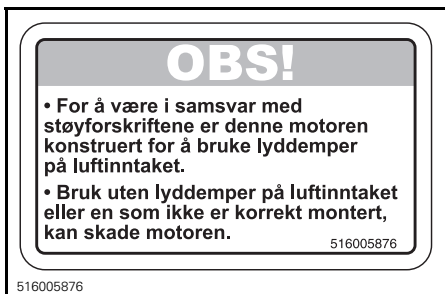 OBS!
• For å være i samsvar med
støyforskriftene er denne motoren
konstruert for å bruke lyddemper
på luftinntaket.
• Bruk uten lyddemper på luftinntaket
eller en som ikke er korrekt montert,
kan skade motoren.
516005876
516005876